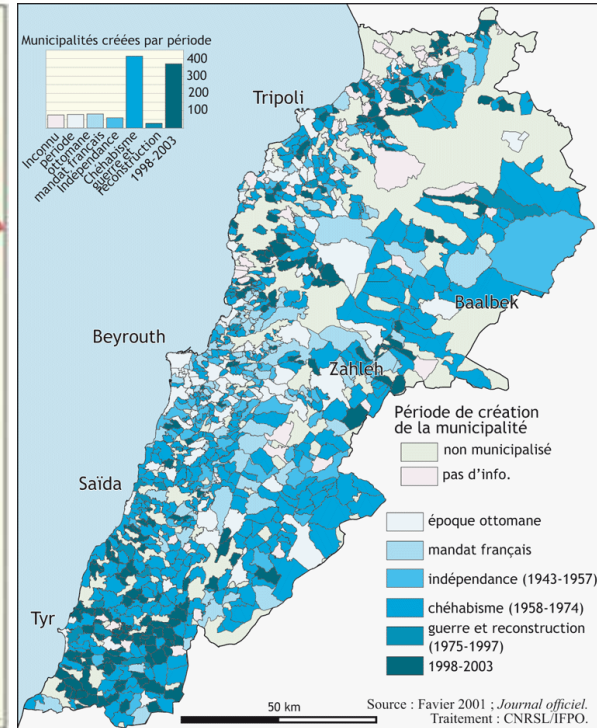 Municipalités créées par période
400
300
200
100
Inconnu
période
ottomane
mandat français
Indépendance
Chéhabisme
guerre et
reconstruction
1998-2003
Tripoli
Baalbek
Beyrouth
Zahleh
Saïda
Tyr
Période de création
de la municipalité
non municipalisé
pas d'info.
époque ottomane
mandat français
indépendance (1943-1957)
chéhabisme (1958-1974)
guerre et reconstruction
(1975-1997)
1998-2003
50 km
Source : Favier 2001 ; Journal officiel.
Traitement : CNRSL/IFPO.